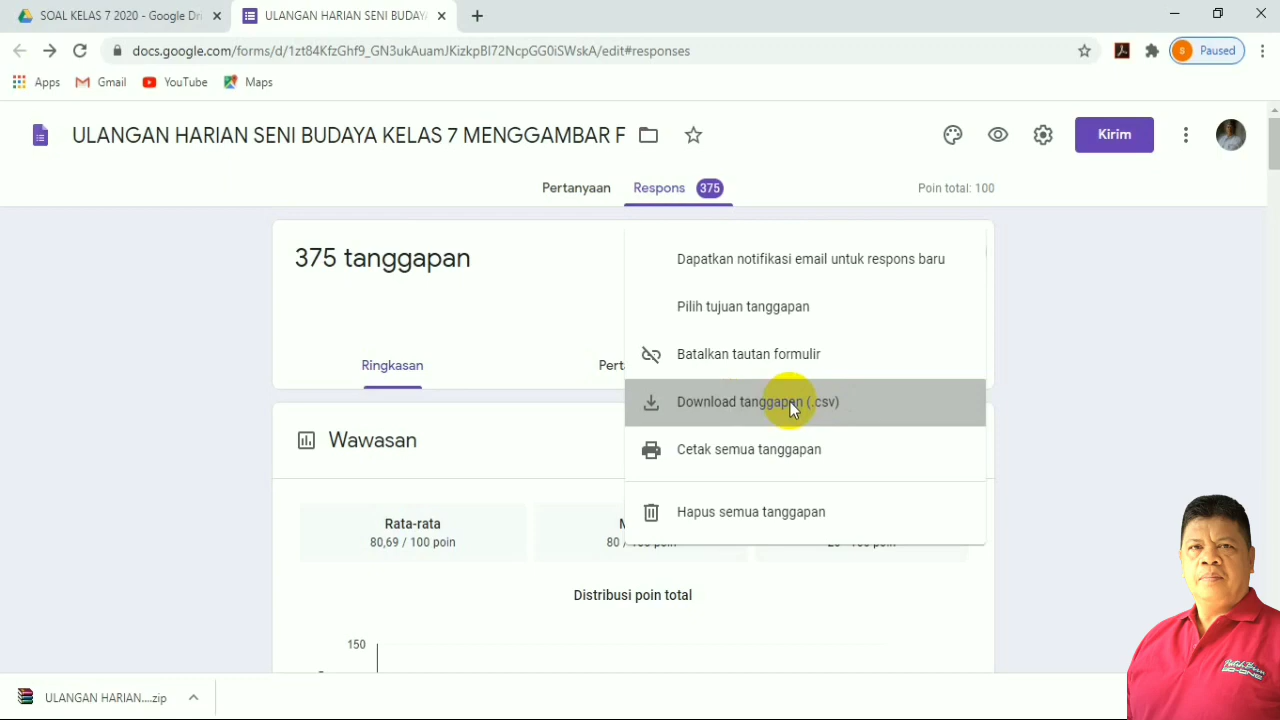 SOAL KELAS 7 2020 - Google Dri
ULANGAN HARIAN SENI BUDAYA
docs.google.com/forms/d/1zt84KfzGhf9_GN3ukAuamJKizkpBI72NcpGG0iSWskA/edit#responses
S Paused
Apps Gmail YouTube Maps
ULANGAN HARIAN SENI BUDAYA KELAS 7 MENGGAMBAR F
Kirim
Pertanyaan Respons 375
Poin total: 100
375 tanggapan
Dapatkan notifikasi email untuk respons baru
Pilih tujuan tanggapan
Batalkan tautan formulir
Ringkasan
Download tanggapan (.csv)
Wawasan
Cetak semua tanggapan
Hapus semua tanggapan
Rata-rata
80,69 / 100 poin
Distribusi poin total
150
ULANGAN HARIAN....zip